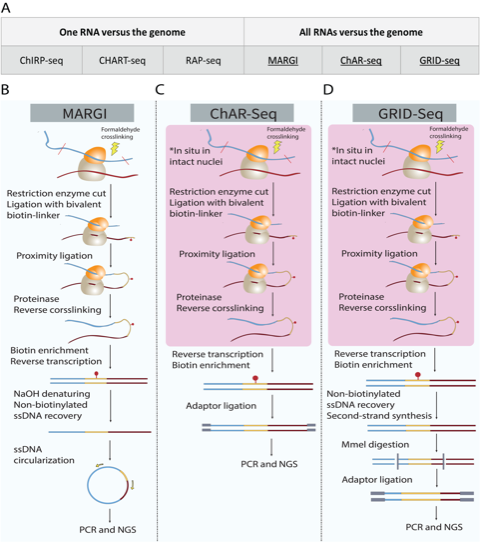 A
One RNA versus the genome
All RNAs versus the genome
ChIRP-seq
CHART-seq
RAP-seq
MARGI
ChAR-seq
GRID-seq
B
MARGI
Formaldehyde
crosslinking
Restriction enzyme cut
Ligation with bivalent
biotin-linker
Proximity ligation
Proteinase
Reverse corsslinking
Biotin enrichment
Reverse transcription
NaOH denaturing
Non-biotinylated
ssDNA recovery
ssDNA
circularization
PCR and NGS
C
ChAR-Seq
Formaldehyde
crosslinking
*In situ in
intact nuclei
Restriction enzyme cut
Ligation with bivalent
biotin-linker
Proximity ligation
Proteinase
Reverse corsslinking
Reverse transcription
Biotin enrichment
Adaptor ligation
PCR and NGS
D
GRID-Seq
Formaldehyde
crosslinking
*In situ in
intact nuclei
Restriction enzyme cut
Ligation with bivalent
biotin-linker
Proximity ligation
Proteinase
Reverse corsslinking
Reverse transcription
Biotin enrichment
Non-biotinylated
ssDNA recovery
Second-strand synthesis
MmeI digestion
Adaptor ligation
PCR and NGS